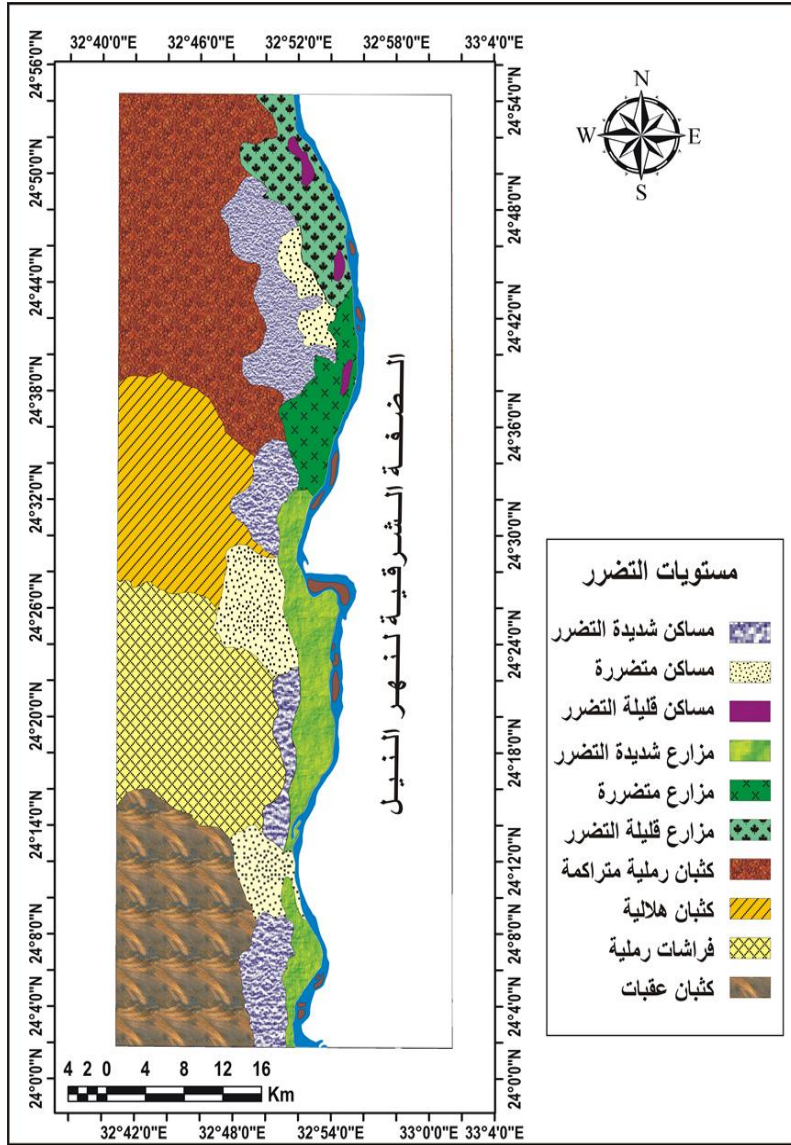 32°40'0"E 32°46'0"E 32°52'0"E 32°58'0"E 33°4'0"E
24°56'0"N
24°50'0"N
24°44'0"N
24°38'0"N
24°32'0"N
24°26'0"N
24°20'0"N
24°14'0"N
24°8'0"N
24°4'0"N
24°0'0"N
24°54'0"N
24°48'0"N
24°42'0"N
24°36'0"N
24°30'0"N
24°24'0"N
24°18'0"N
24°12'0"N
24°8'0"N
24°4'0"N
24°0'0"N
N
W E
S
الضفة الشرقية لنهر النيل
مستويات التضرر
مساكن شديدة التضرر
مساكن متضررة
مساكن قليلة التضرر
مزارع شديدة التضرر
مزارع متضررة
مزارع قليلة التضرر
كثبان رملية متراكمة
كثبان هلالية
فراشات رملية
كثبان عقبات
4 2 0 4 8 12 16
Km
32°42'0"E 32°48'0"E 32°54'0"E 33°0'0"E 33°4'0"E